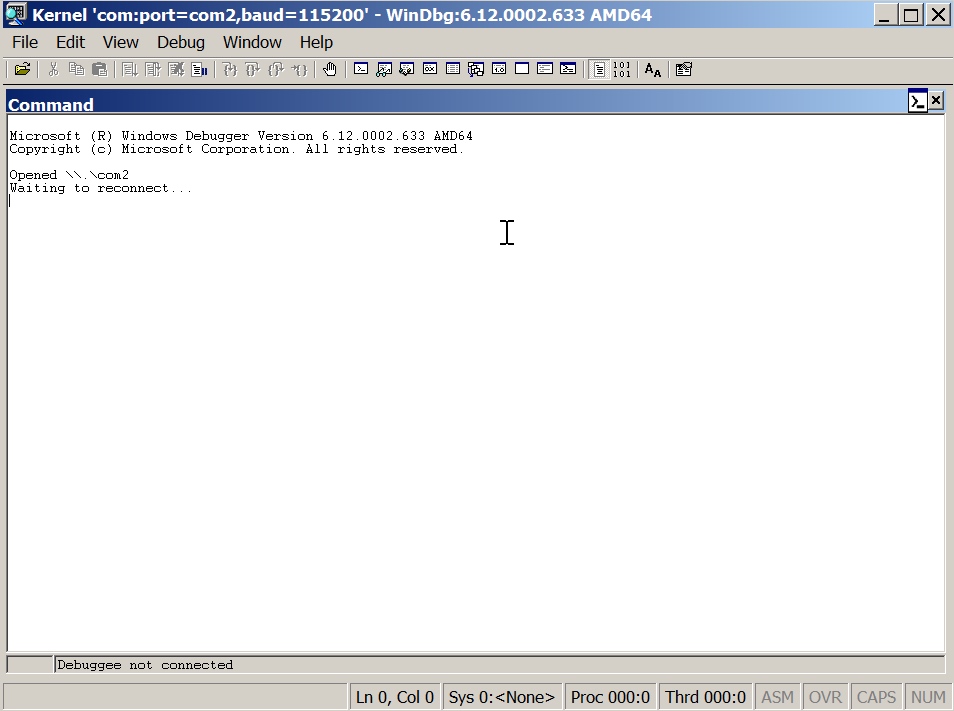 Kernel 'com:port=com2,baud=115200' - WinDbg:6.12.0002.633 AMD64
File Edit View Debug Window Help
Command
Microsoft (R) Windows Debugger Version 6.12.0002.633 AMD64
Copyright (c) Microsoft Corporation. All rights reserved.
Opened \\.\com2
Waiting to reconnect...
Debuggee not connected
Ln 0, Col 0 Sys 0:<None> Proc 000:0 Thrd 000:0 ASM OVR CAPS NUM